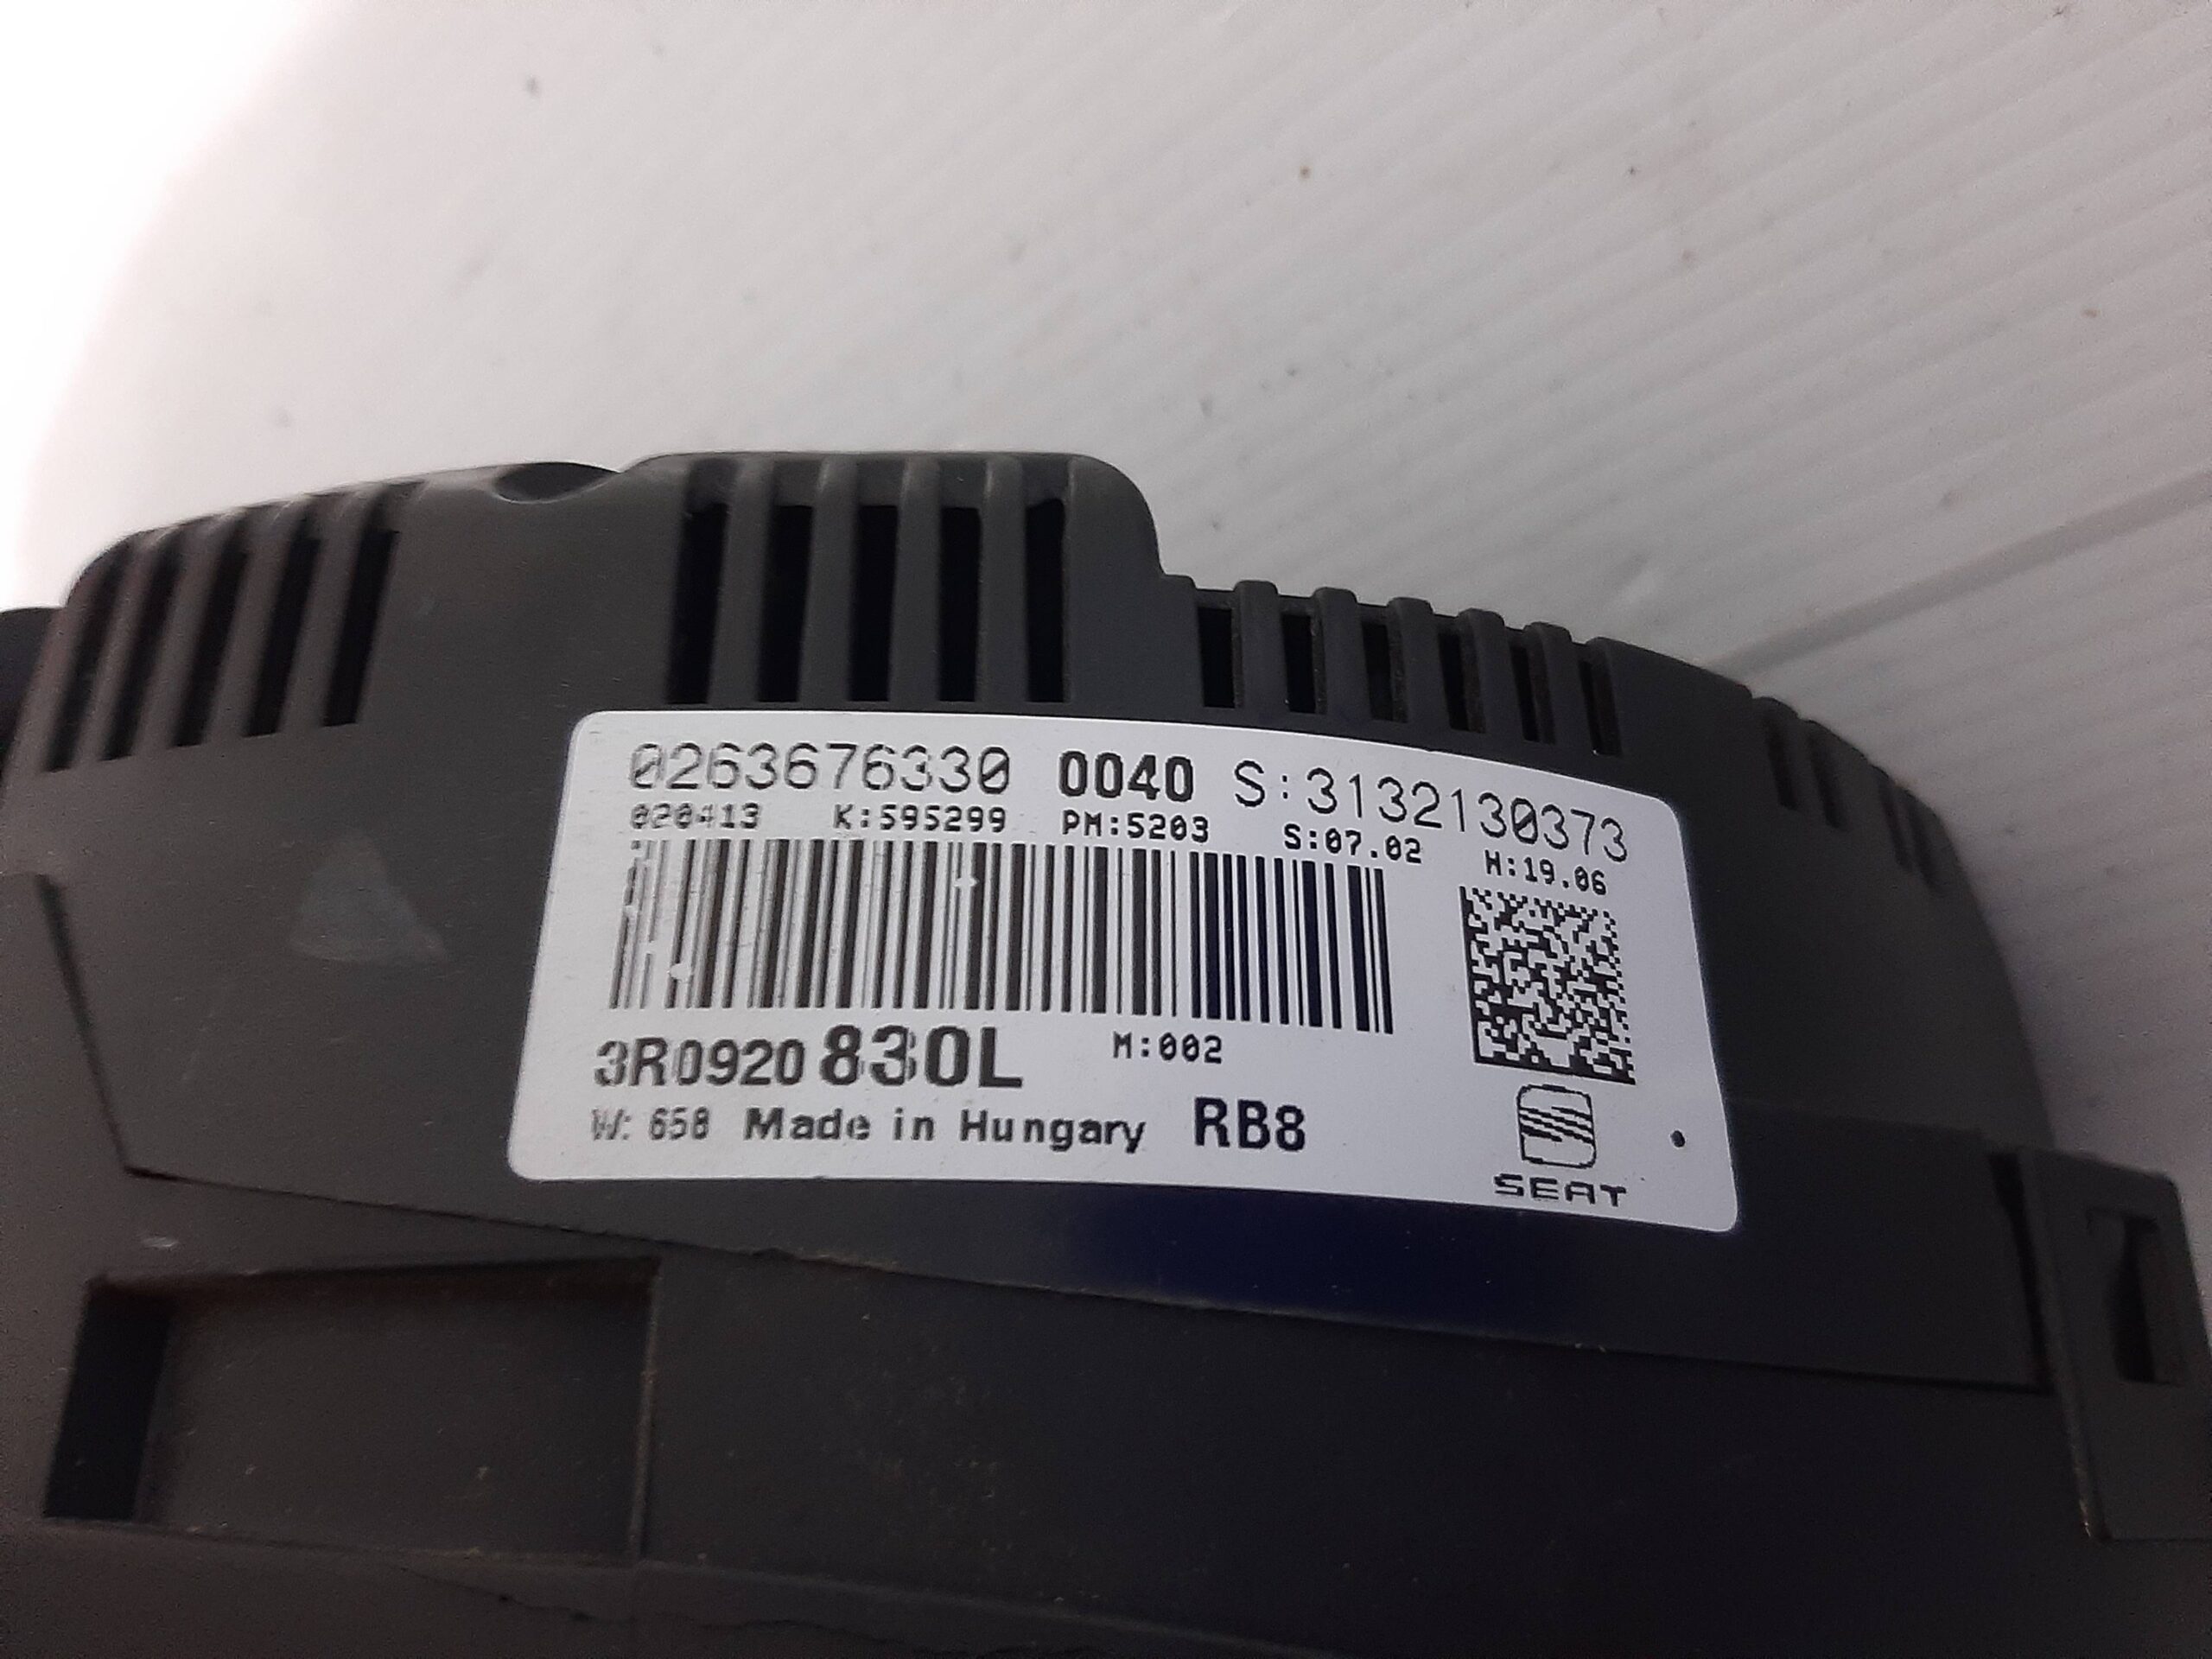 0263676330 0040 S:3132130373
020413 K:595299 PM:5203 S:07.02 H:19.06
3R0920 830L M:002
W: 658 Made in Hungary RB8
SEAT